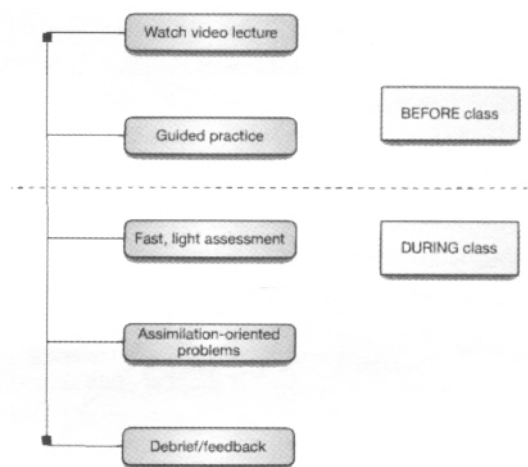 Watch video lecture
Guided practice
BEFORE class
Fast, light assessment
DURING class
Assimilation-oriented
problems
Debrief/feedback